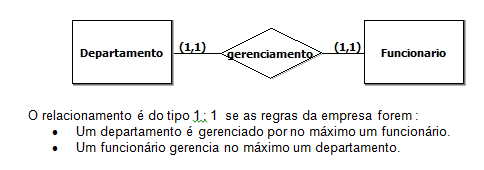 Departamento (1,1) gerenciamento (1,1) Funcionario
O relacionamento é do tipo 1 : 1 se as regras da empresa forem :
• Um departamento é gerenciado por no máximo um funcionário.
• Um funcionário gerencia no máximo um departamento.